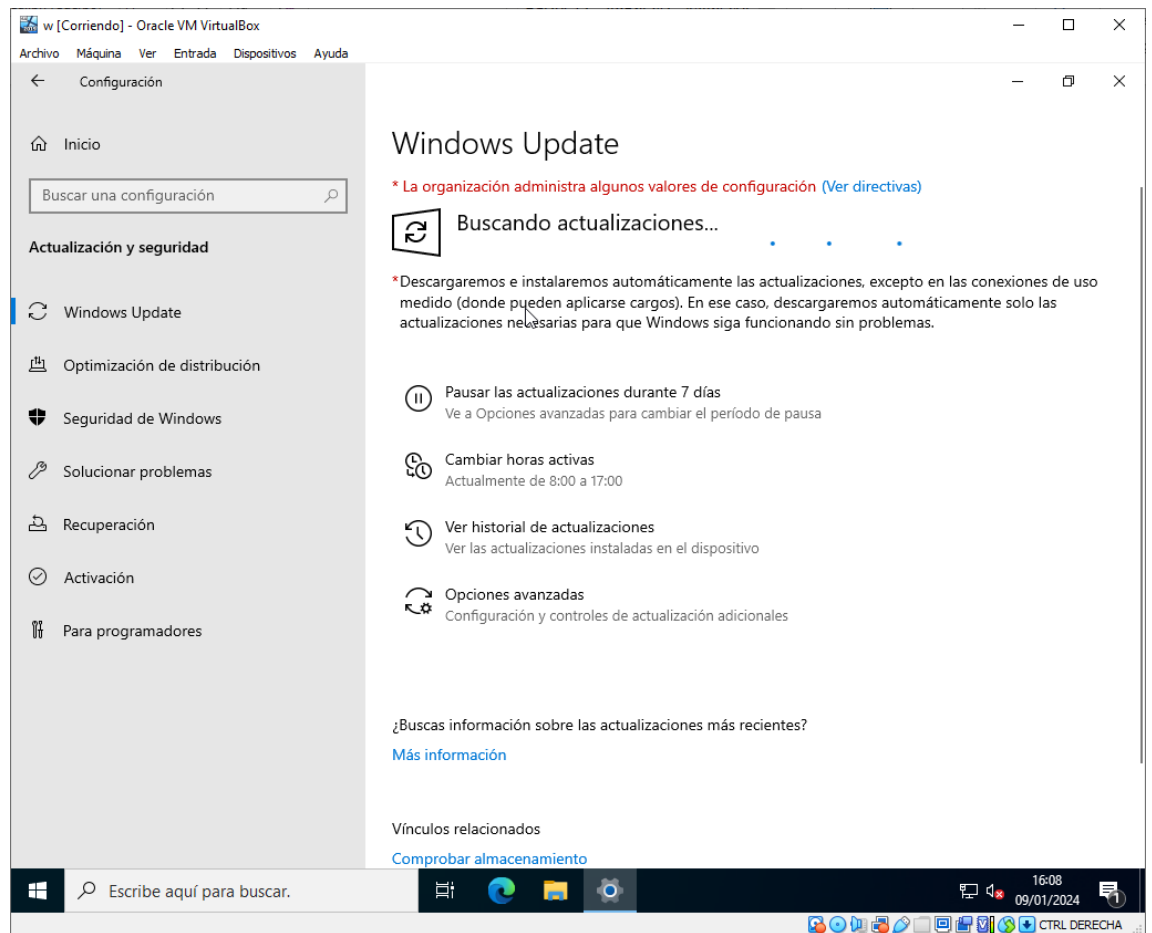 w [Corriendo] - Oracle VM VirtualBox
Archivo Máquina Ver Entrada Dispositivos Ayuda
Configuración
Inicio
Buscar una configuración
Actualización y seguridad
Windows Update
Optimización de distribución
Seguridad de Windows
Solucionar problemas
Recuperación
Activación
Para programadores
Windows Update
* La organización administra algunos valores de configuración (Ver directivas)
Buscando actualizaciones...
*Descargaremos e instalaremos automáticamente las actualizaciones, excepto en las conexiones de uso
medido (donde pueden aplicarse cargos). En ese caso, descargaremos automáticamente solo las
actualizaciones necesarias para que Windows siga funcionando sin problemas.
Pausar las actualizaciones durante 7 días
Ve a Opciones avanzadas para cambiar el período de pausa
Cambiar horas activas
Actualmente de 8:00 a 17:00
Ver historial de actualizaciones
Ver las actualizaciones instaladas en el dispositivo
Opciones avanzadas
Configuración y controles de actualización adicionales
¿Buscas información sobre las actualizaciones más recientes?
Más información
Vínculos relacionados
Comprobar almacenamiento
Escribe aquí para buscar.
16:08
09/01/2024
1
CTRL DERECHA